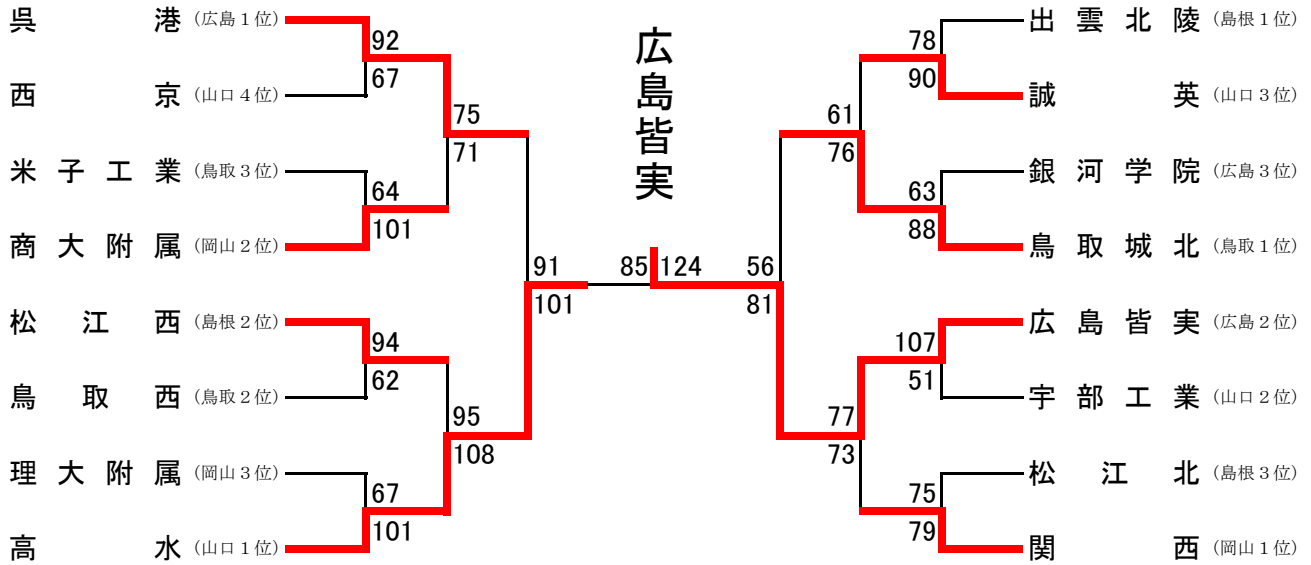 呉港（広島１位）
92
67
西京（山口４位）
75
71
米子工業（鳥取３位）
64
101
商大附属（岡山２位）
91
101
松江西（島根２位）
94
62
鳥取西（鳥取２位）
95
108
理大附属（岡山３位）
67
101
高水（山口１位）
広島皆実
85 124
出雲北陵（島根１位）
78
90
誠英（山口３位）
61
76
銀河学院（広島３位）
63
88
鳥取城北（鳥取１位）
56
81
広島皆実（広島２位）
107
51
宇部工業（山口２位）
77
73
松江北（島根３位）
75
79
関西（岡山１位）